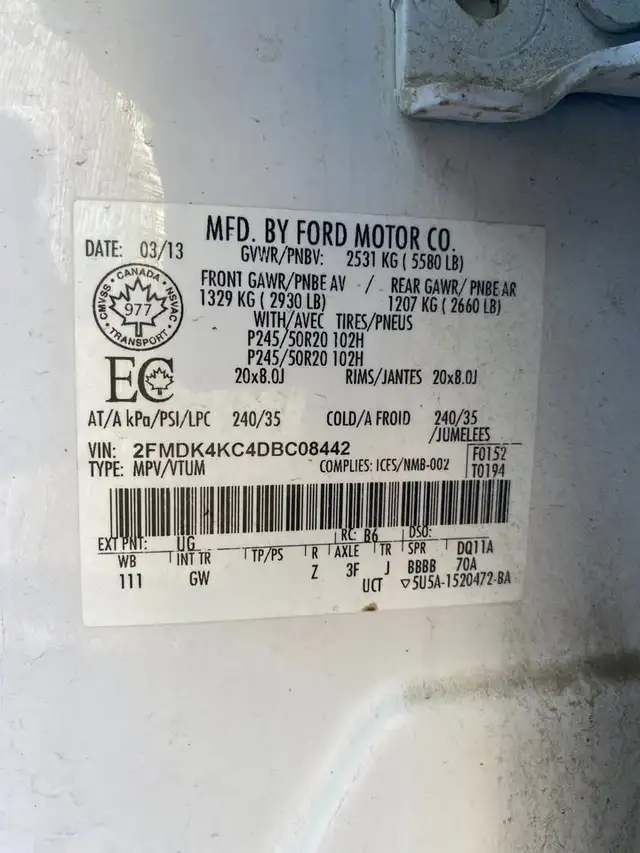 MFD. BY FORD MOTOR CO.
DATE: 03/13
GVWR/PNBV: 2531 KG ( 5580 LB)
FRONT GAWR/PNBE AV / REAR GAWR/ PNBE AR
1329 KG ( 2930 LB) 1207 KG ( 2660 LB)
WITH/AVEC TIRES/PNEUS
P245/50R20 102H
P245/50R20 102H
20x8.0J RIMS/JANTES 20x8.0J
CMVSS · CANADA · NSVAC
977
TRANSPORT
EC
AT/A kPa/PSI/LPC 240/35 COLD/A FROID 240/35
/JUMELEES
VIN: 2FMDK4KC4DBC08442
TYPE: MPV/VTUM COMPLIES: ICES/NMB-002
F0152
T0194
EXT PNT: UG RC: B6 DSO:
WB INT TR TP/PS R AXLE TR SPR DQ11A
111 GW Z 3F J BBBB 70A
UCT ▽5U5A-1520472-BA